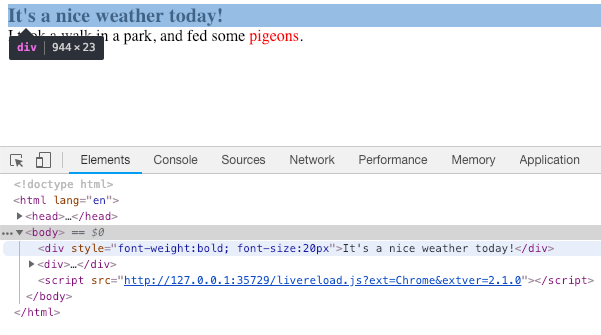 It's a nice weather today!
I took a walk in a park, and fed some pigeons.
div 944 × 23
Elements Console Sources Network Performance Memory Application
<!doctype html>
<html lang="en">
▶<head>…</head>
…▼<body> == $0
<div style="font-weight:bold; font-size:20px">It's a nice weather today!</div>
▶<div>…</div>
<script src="http://127.0.0.1:35729/livereload.js?ext=Chrome&extver=2.1.0"></script>
</body>
</html>